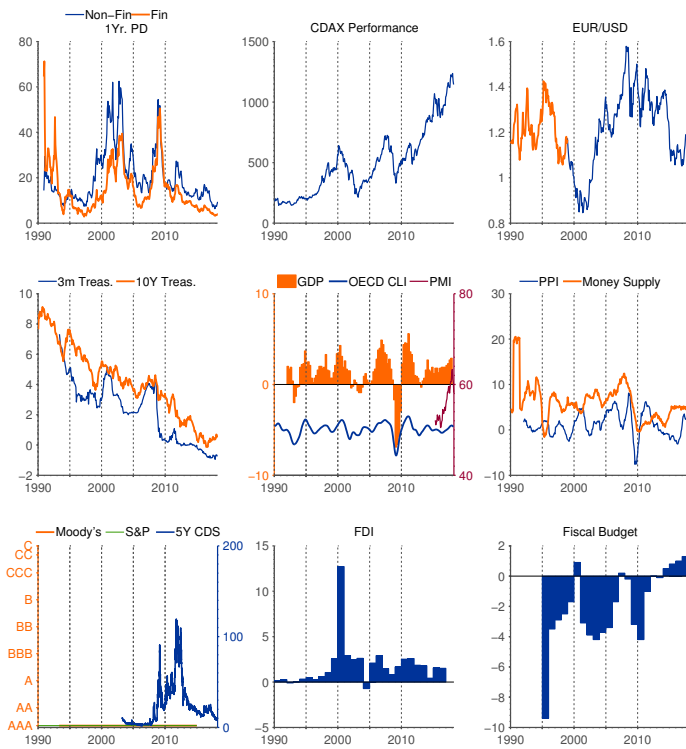 Non-Fin Fin
1Yr. PD
80
60
40
20
0
1990 2000 2010
CDAX Performance
1500
1000
500
0
1990 2000 2010
EUR/USD
1.6
1.4
1.2
1
0.8
1990 2000 2010
3m Treas. 10Y Treas.
10
8
6
4
2
0
−2
1990 2000 2010
GDP OECD CLI PMI
10 80
0 60
−10 40
1990 2000 2010
PPI Money Supply
30
20
10
0
−10
1990 2000 2010
Moody's S&P 5Y CDS
C 200
CC
CCC
B
BB 100
BBB
A
AA
AAA 0
1990 2000 2010
FDI
15
10
5
0
−5
1990 2000 2010
Fiscal Budget
2
0
−2
−4
−6
−8
−10
1990 2000 2010